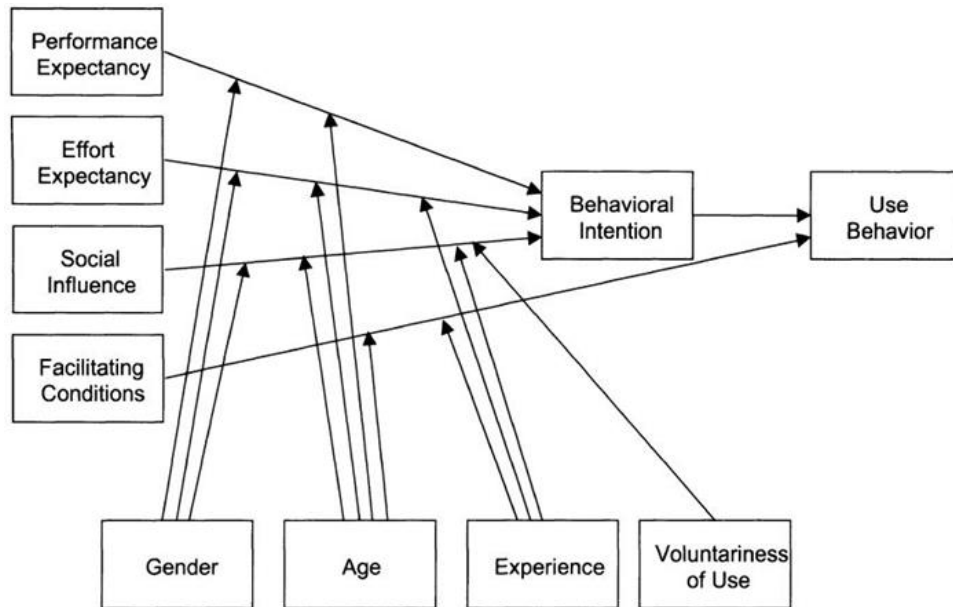 Performance
Expectancy
Effort
Expectancy
Social
Influence
Facilitating
Conditions
Behavioral
Intention
Use
Behavior
Gender
Age
Experience
Voluntariness
of Use